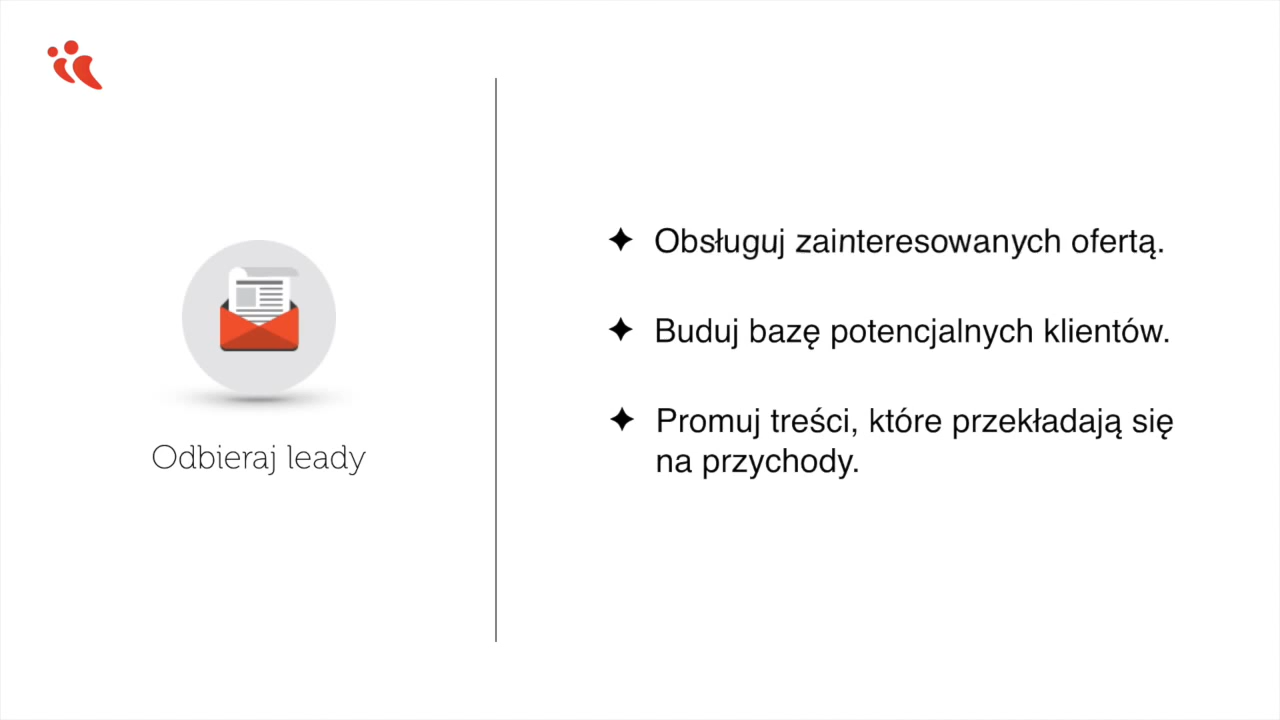 Odbieraj leady
Obsługuj zainteresowanych ofertą.
Buduj bazę potencjalnych klientów.
Promuj treści, które przekładają się
na przychody.